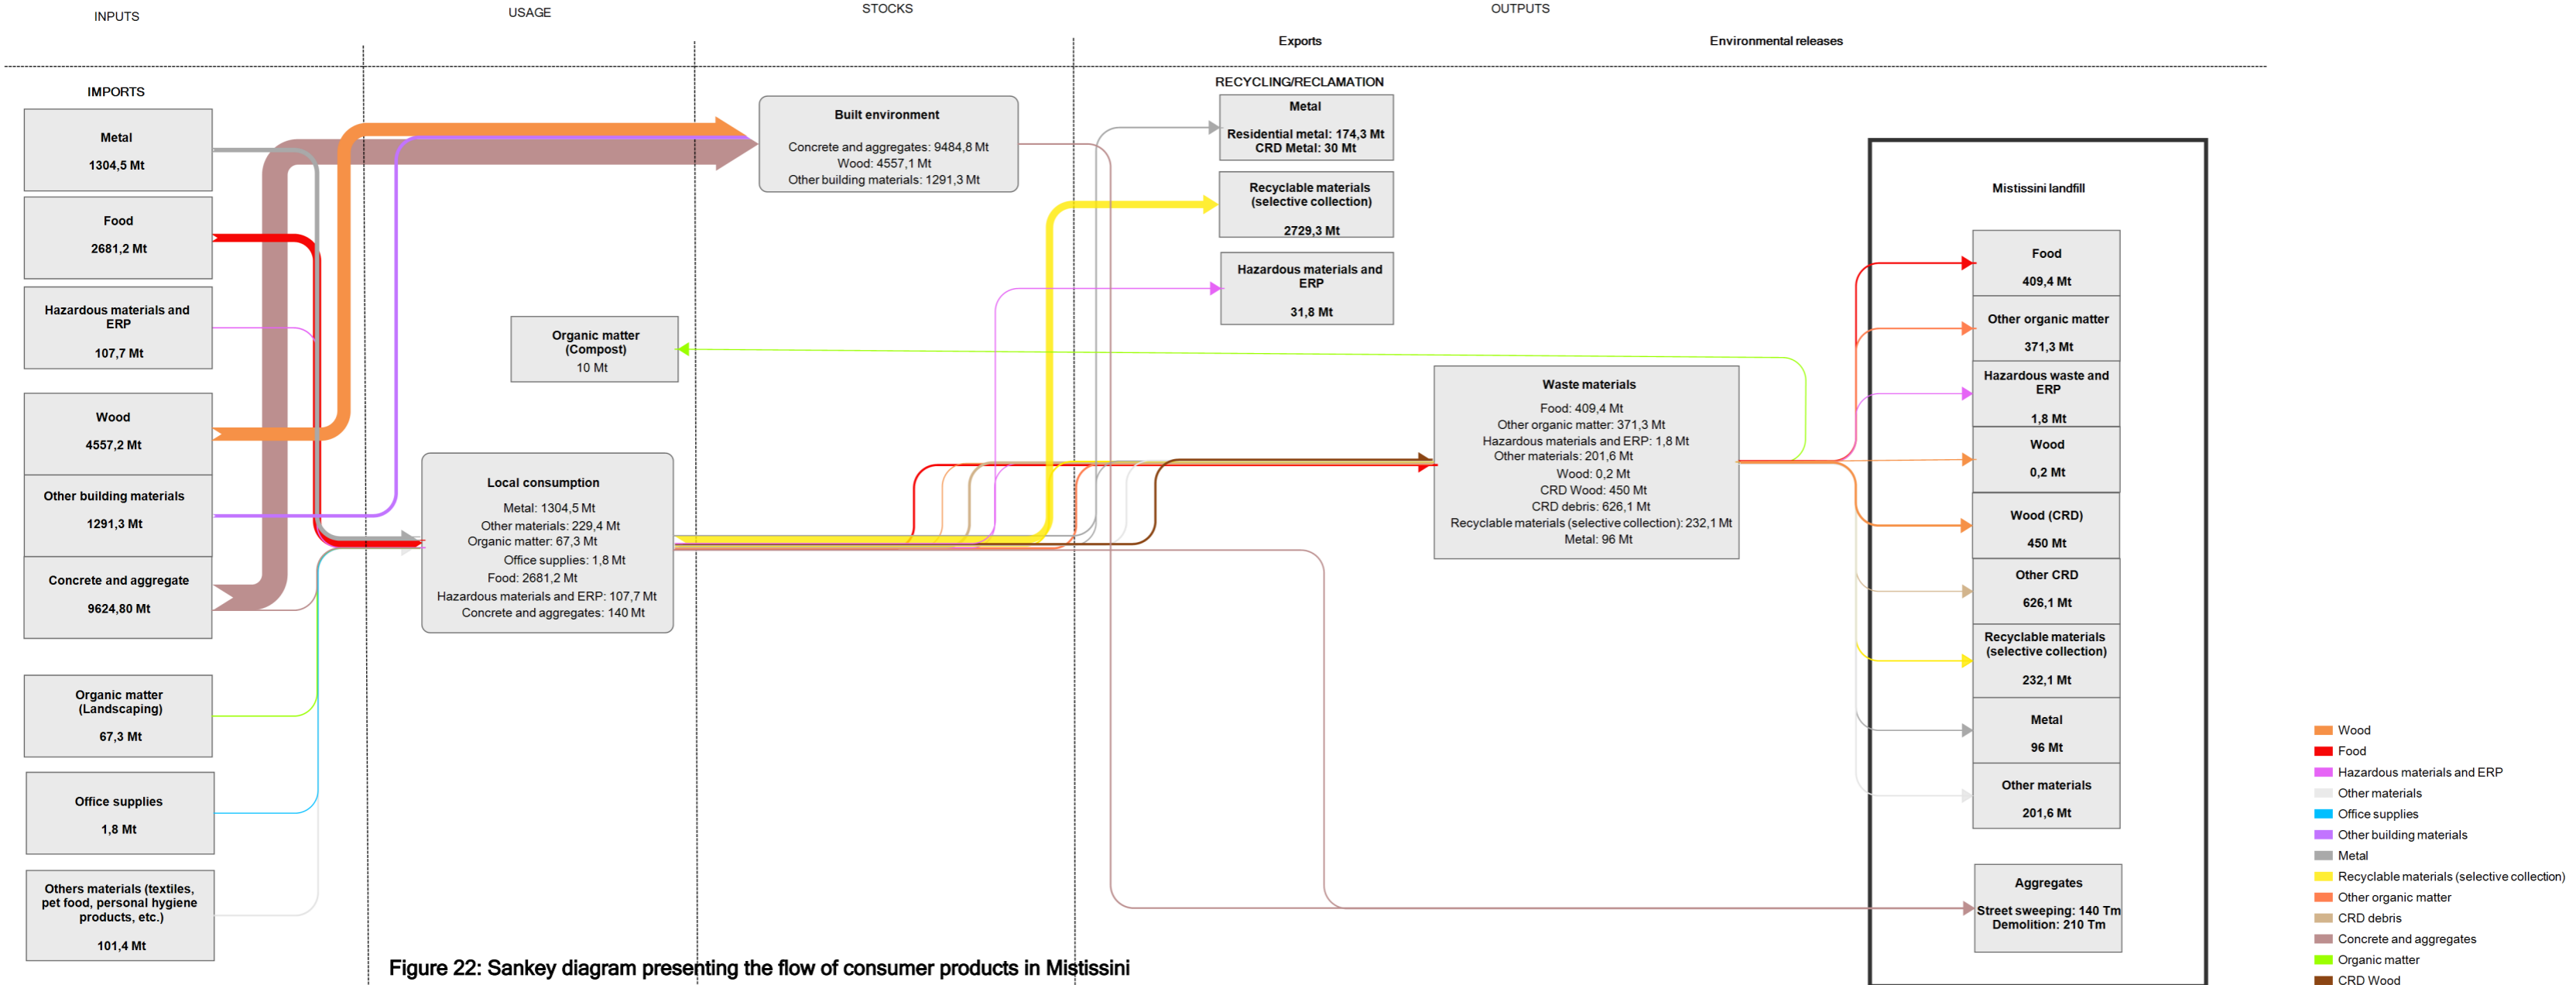 INPUTS
USAGE
STOCKS
OUTPUTS
Exports
Environmental releases
IMPORTS
Metal
1304,5 Mt
Food
2681,2 Mt
Hazardous materials and
ERP
107,7 Mt
Wood
4557,2 Mt
Other building materials
1291,3 Mt
Concrete and aggregate
9624,80 Mt
Organic matter
(Landscaping)
67,3 Mt
Office supplies
1,8 Mt
Others materials (textiles,
pet food, personal hygiene
products, etc.)
101,4 Mt
Organic matter
(Compost)
10 Mt
Local consumption
Metal: 1304,5 Mt
Other materials: 229,4 Mt
Organic matter: 67,3 Mt
Office supplies: 1,8 Mt
Food: 2681,2 Mt
Hazardous materials and ERP: 107,7 Mt
Concrete and aggregates: 140 Mt
Built environment
Concrete and aggregates: 9484,8 Mt
Wood: 4557,1 Mt
Other building materials: 1291,3 Mt
RECYCLING/RECLAMATION
Metal
Residential metal: 174,3 Mt
CRD Metal: 30 Mt
Recyclable materials
(selective collection)
2729,3 Mt
Hazardous materials and
ERP
31,8 Mt
Waste materials
Food: 409,4 Mt
Other organic matter: 371,3 Mt
Hazardous materials and ERP: 1,8 Mt
Other materials: 201,6 Mt
Wood: 0,2 Mt
CRD Wood: 450 Mt
CRD debris: 626,1 Mt
Recyclable materials (selective collection): 232,1 Mt
Metal: 96 Mt
Mistissini landfill
Food
409,4 Mt
Other organic matter
371,3 Mt
Hazardous waste and
ERP
1,8 Mt
Wood
0,2 Mt
Wood (CRD)
450 Mt
Other CRD
626,1 Mt
Recyclable materials
(selective collection)
232,1 Mt
Metal
96 Mt
Other materials
201,6 Mt
Aggregates
Street sweeping: 140 Tm
Demolition: 210 Tm
Wood
Food
Hazardous materials and ERP
Other materials
Office supplies
Other building materials
Metal
Recyclable materials (selective collection)
Other organic matter
CRD debris
Concrete and aggregates
Organic matter
CRD Wood
Figure 22: Sankey diagram presenting the flow of consumer products in Mistissini